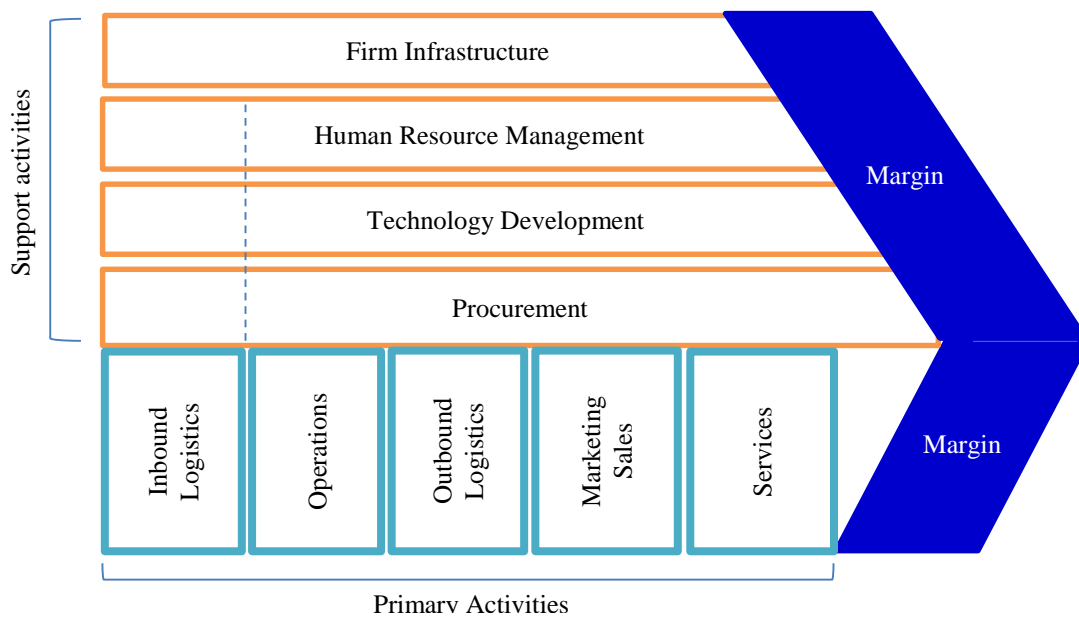 Firm Infrastructure
Human Resource Management
Technology Development
Procurement
Support activities
Margin
Inbound
Logistics
Operations
Outbound
Logistics
Marketing
Sales
Services
Margin
Primary Activities